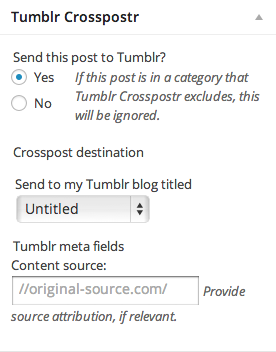 Tumblr Crosspostr
Send this post to Tumblr?
Yes If this post is in a category that
No Tumblr Crosspostr excludes, this
will be ignored.
Crosspost destination
Send to my Tumblr blog titled
Untitled
Tumblr meta fields
Content source:
//original-source.com/ Provide
source attribution, if relevant.